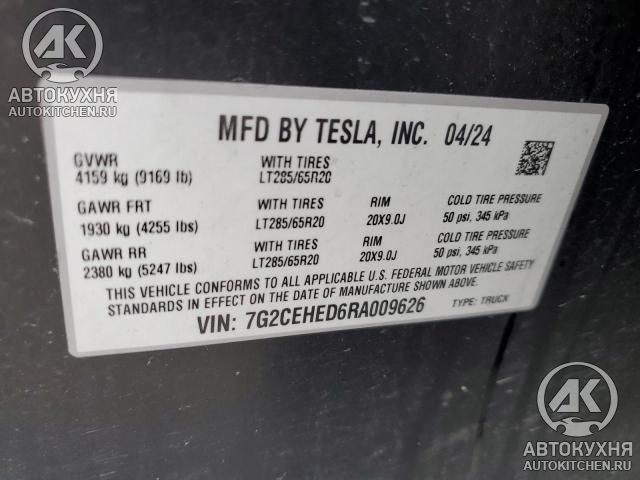 AK
АВТОКУХНЯ
AUTOKITCHEN.RU
MFD BY TESLA, INC. 04/24
GVWR WITH TIRES
4159 kg (9169 lb) LT285/65R20
GAWR FRT WITH TIRES RIM COLD TIRE PRESSURE
1930 kg (4255 lbs) LT285/65R20 20X9.0J 50 psi, 345 kPa
GAWR RR WITH TIRES RIM COLD TIRE PRESSURE
2380 kg (5247 lbs) LT285/65R20 20X9.0J 50 psi, 345 kPa
THIS VEHICLE CONFORMS TO ALL APPLICABLE U.S. FEDERAL MOTOR VEHICLE SAFETY
STANDARDS IN EFFECT ON THE DATE OF MANUFACTURE SHOWN ABOVE.
VIN: 7G2CEHED6RA009626 TYPE: TRUCK
AK
АВТОКУХНЯ
AUTOKITCHEN.RU